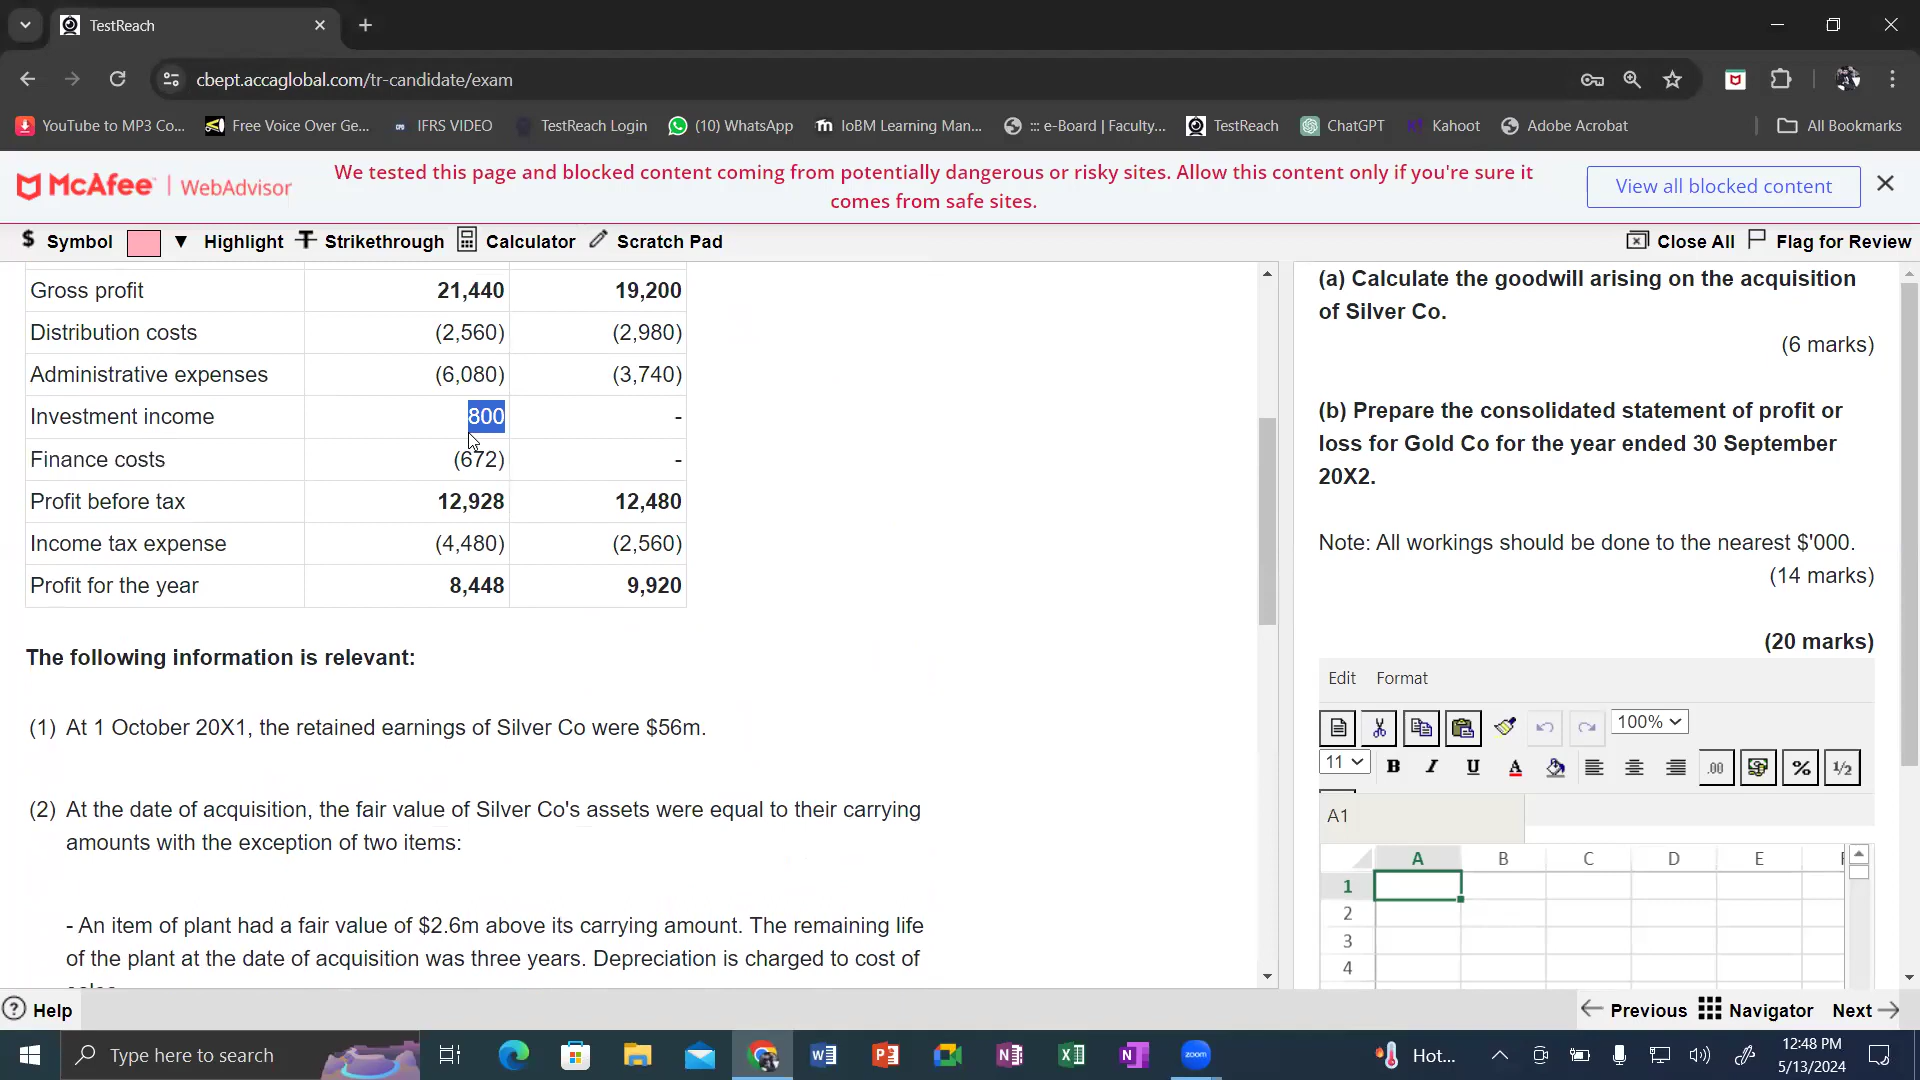 TestReach
cbept.accaglobal.com/tr-candidate/exam
YouTube to MP3 Co...
Free Voice Over Ge...
IFRS VIDEO
TestReach Login
(10) WhatsApp
IoBM Learning Man...
::: e-Board | Faculty...
TestReach
ChatGPT
Kahoot
Adobe Acrobat
All Bookmarks
McAfee | WebAdvisor
We tested this page and blocked content coming from potentially dangerous or risky sites. Allow this content only if you're sure it
comes from safe sites.
View all blocked content
$ Symbol
Highlight
Strikethrough
Calculator
Scratch Pad
Close All
Flag for Review
Gross profit 21,440 19,200
Distribution costs (2,560) (2,980)
Administrative expenses (6,080) (3,740)
Investment income 800 -
Finance costs (672) -
Profit before tax 12,928 12,480
Income tax expense (4,480) (2,560)
Profit for the year 8,448 9,920
The following information is relevant:
(1) At 1 October 20X1, the retained earnings of Silver Co were $56m.
(2) At the date of acquisition, the fair value of Silver Co's assets were equal to their carrying
amounts with the exception of two items:
- An item of plant had a fair value of $2.6m above its carrying amount. The remaining life
of the plant at the date of acquisition was three years. Depreciation is charged to cost of
(a) Calculate the goodwill arising on the acquisition
of Silver Co.
(6 marks)
(b) Prepare the consolidated statement of profit or
loss for Gold Co for the year ended 30 September
20X2.
Note: All workings should be done to the nearest $'000.
(14 marks)
(20 marks)
Edit Format
100%
11 B I U A .00 % 1/2
A1
A B C D E
1
2
3
4
? Help
Previous
Navigator
Next
Type here to search
zoom
Hot...
12:48 PM
5/13/2024